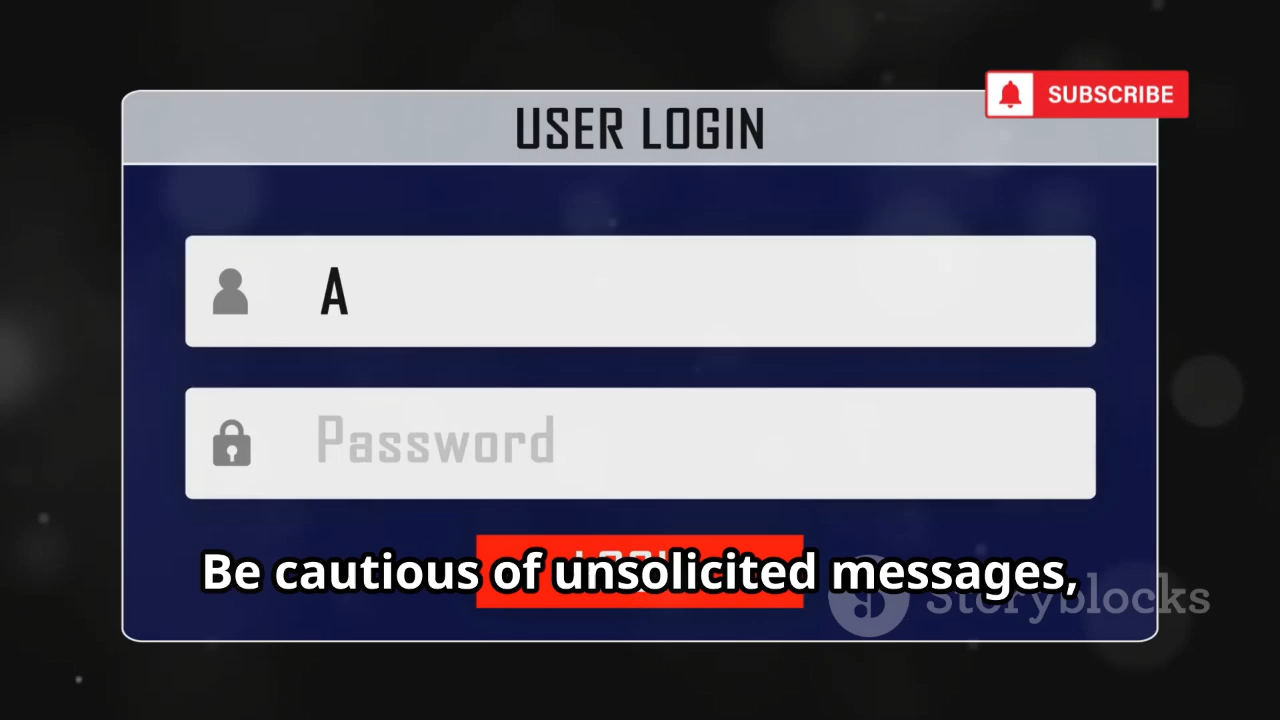 SUBSCRIBE
USER LOGIN
A
Password
Be cautious of unsolicited messages,
Storyblocks